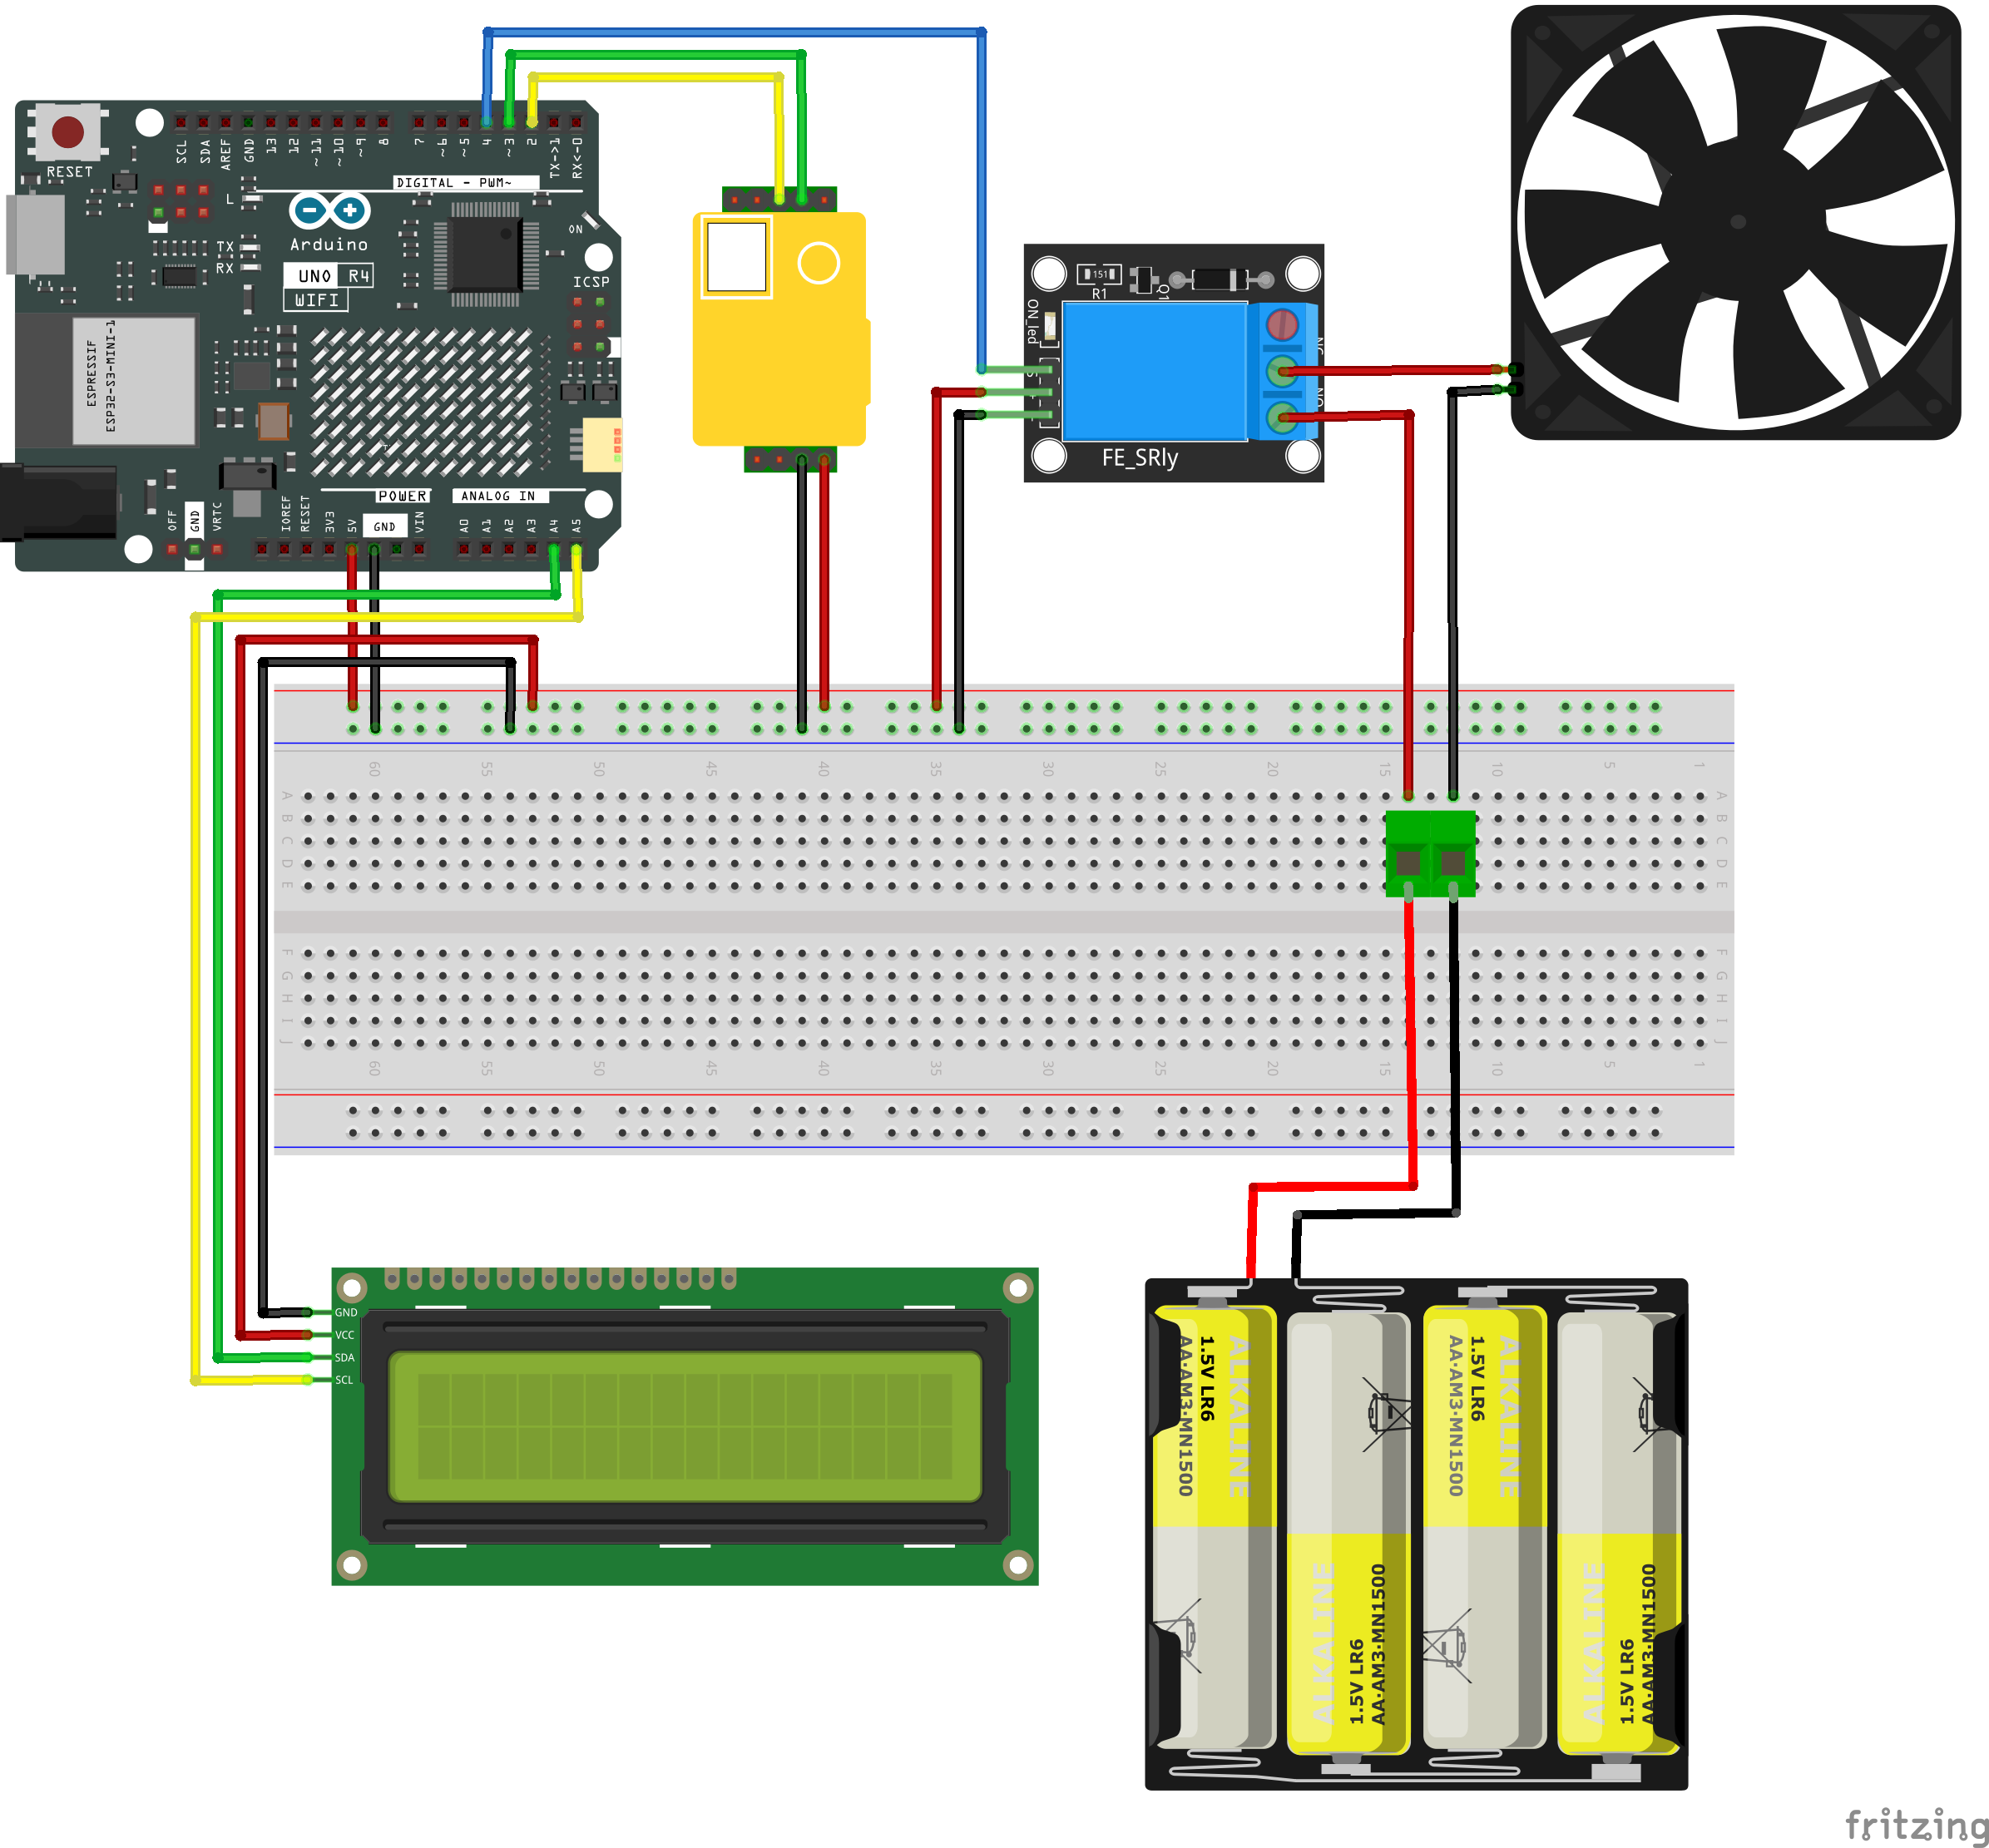 RESET
SCL
SDA
AREF
GND
13
12
~11
~10
~9
8
7
~6
~5
4
~3
2
TX->1
RX<-0
DIGITAL - PWM~
L
TX
RX
Arduino
UNO R4
WIFI
ON
ICSP
ESPRESSIF
ESP32-S3-MINI-1
OFF
GND
VRTC
IOREF
RESET
3V3
5V
GND
VIN
POWER
ANALOG IN
A0
A1
A2
A3
A4
A5
151
R1
Q1
ON_led
FE_SRly
60 55 50 45 40 35 30 25 20 15 10 5 1
A A
B B
C C
D D
E E
F F
G G
H H
I I
J J
60 55 50 45 40 35 30 25 20 15 10 5 1
GND
VCC
SDA
SCL
ALKALINE
1.5V LR6
AA·AM3·MN1500
ALKALINE
1.5V LR6
AA·AM3·MN1500
ALKALINE
1.5V LR6
AA·AM3·MN1500
ALKALINE
1.5V LR6
AA·AM3·MN1500
fritzing